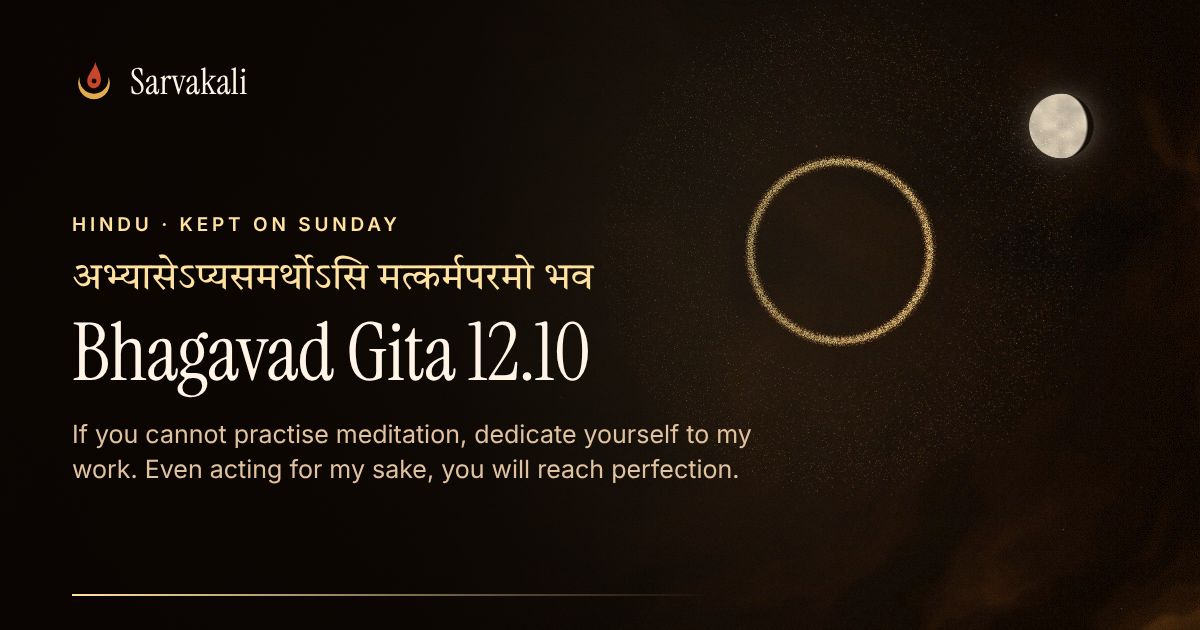 Sarvakali
HINDU · KEPT ON SUNDAY
अभ्यासेऽप्यसमर्थोऽसि मत्कर्मपरमो भव
Bhagavad Gita 12.10
If you cannot practise meditation, dedicate yourself to my
work. Even acting for my sake, you will reach perfection.